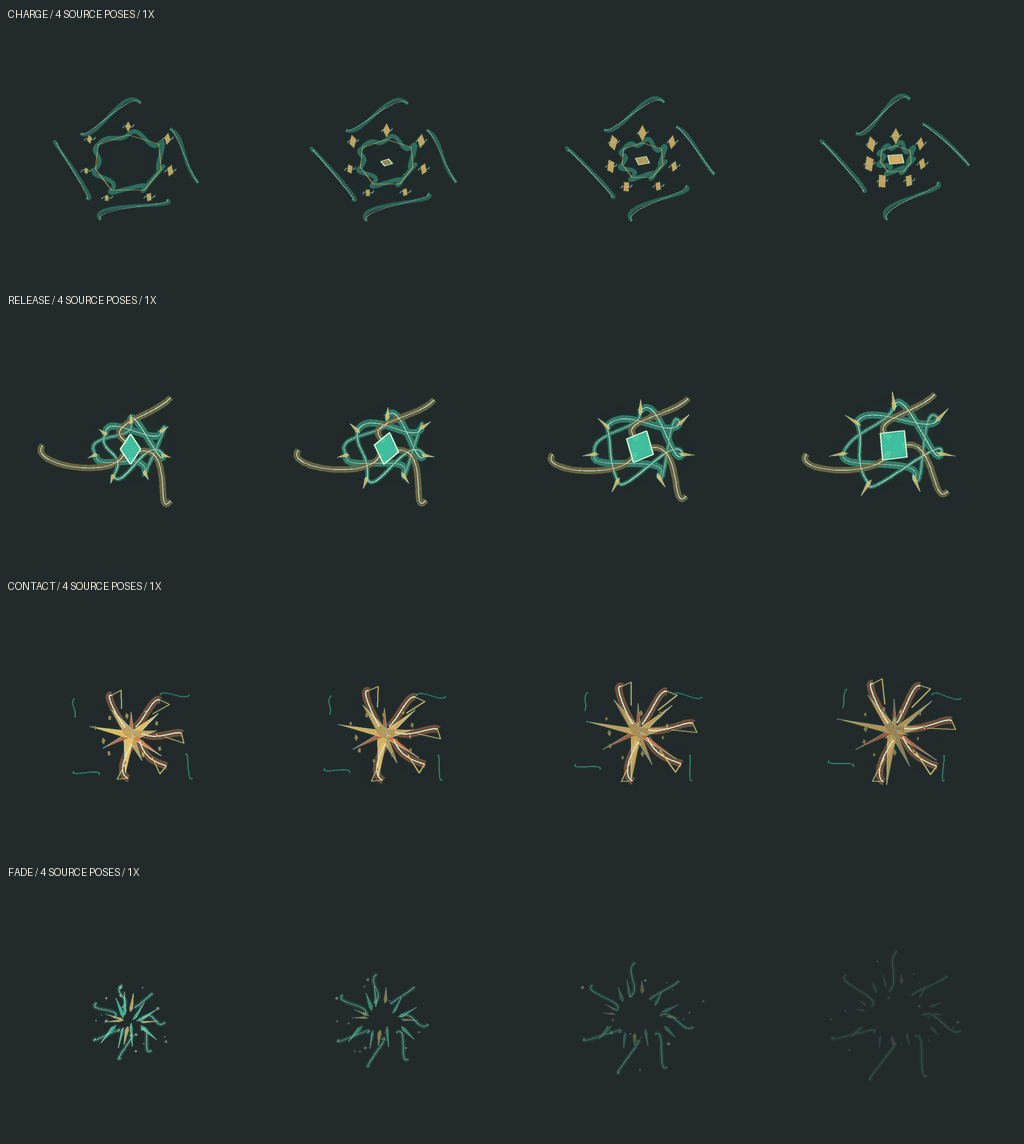 CHARGE / 4 SOURCE POSES / 1X
RELEASE / 4 SOURCE POSES / 1X
CONTACT / 4 SOURCE POSES / 1X
FADE / 4 SOURCE POSES / 1X